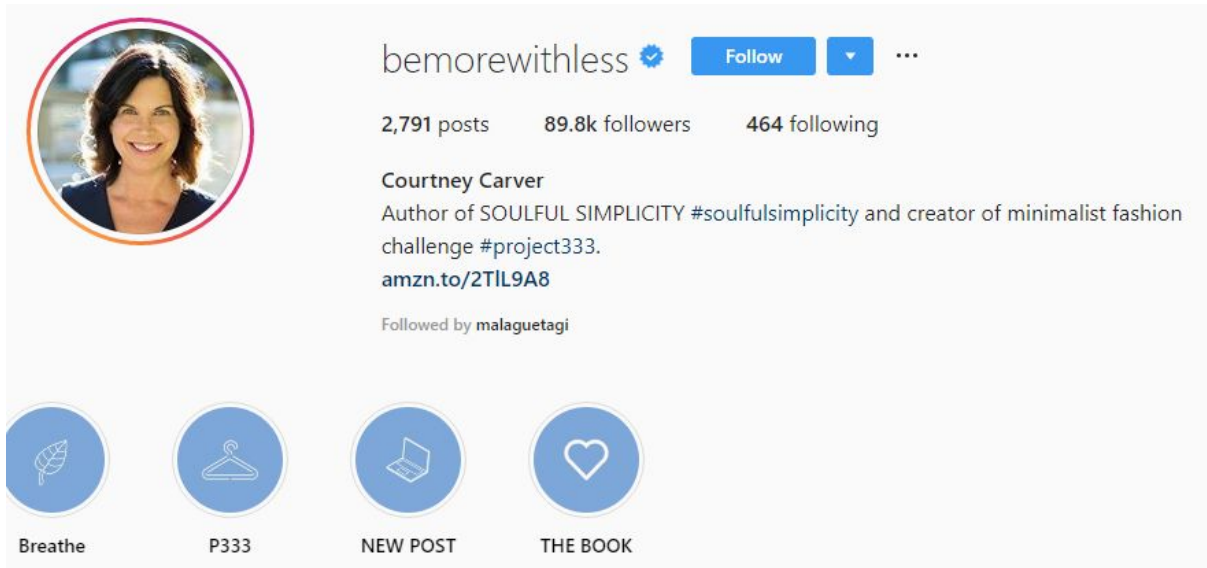 bemorewithless Follow
2,791 posts 89.8k followers 464 following
Courtney Carver
Author of SOULFUL SIMPLICITY #soulfulsimplicity and creator of minimalist fashion
challenge #project333.
amzn.to/2TlL9A8
Followed by malaguetagi
Breathe P333 NEW POST THE BOOK